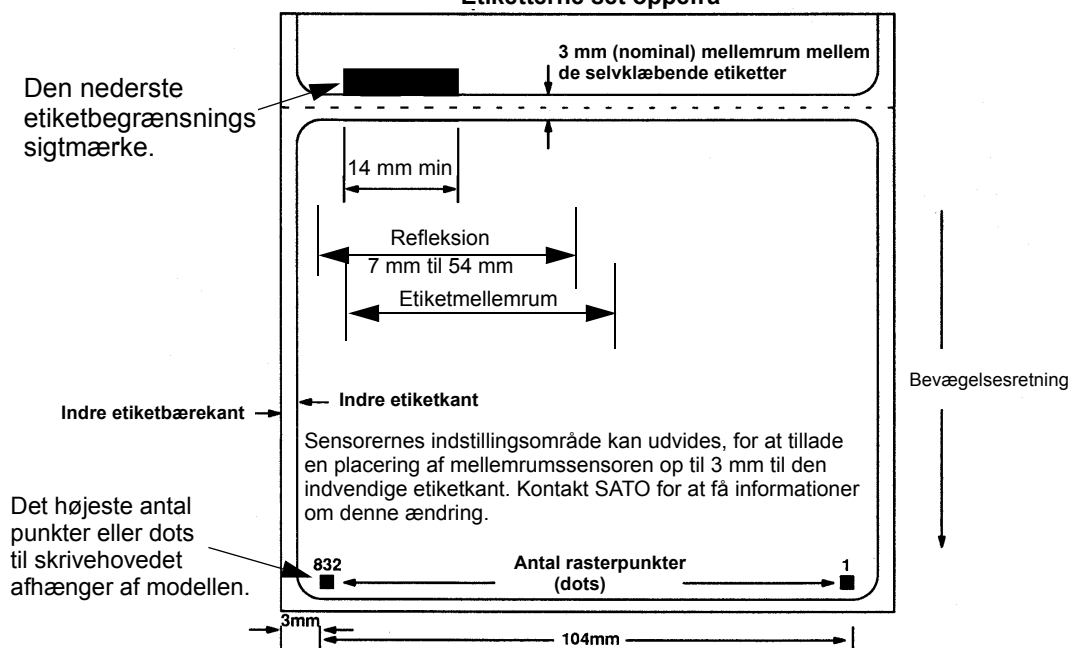 Etiketterne set oppefra
3 mm (nominal) mellemrum mellem
de selvklæbende etiketter
Den nederste
etiketbegrænsnings
sigtmærke.
14 mm min
Refleksion
7 mm til 54 mm
Etiketmellemrum
Bevægelsesretning
Indre etiketbærekant
Indre etiketkant
Sensorernes indstillingsområde kan udvides, for at tillade
en placering af mellemrumssensoren op til 3 mm til den
indvendige etiketkant. Kontakt SATO for at få informationer
om denne ændring.
Det højeste antal
punkter eller dots
til skrivehovedet
afhænger af modellen.
832
Antal rasterpunkter
(dots)
1
3mm
104mm